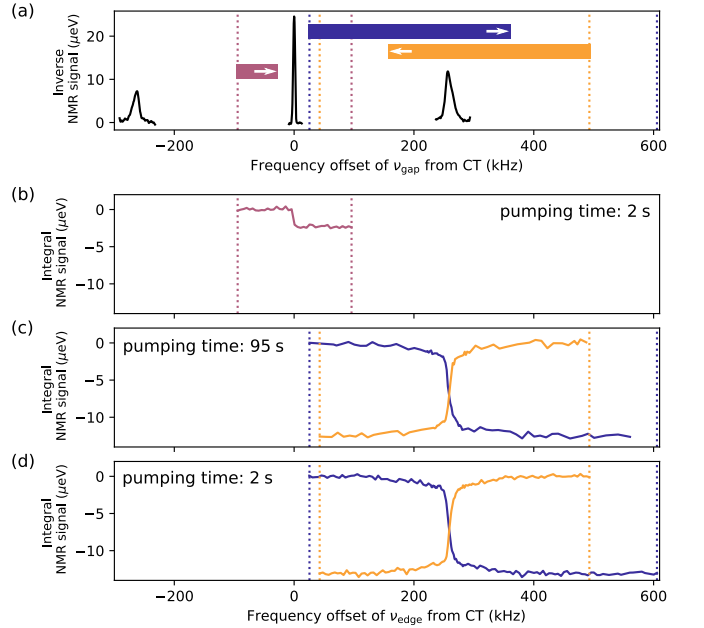 (a)
Inverse
NMR signal (μeV)
20
10
0
−200
0
200
400
600
Frequency offset of νgap from CT (kHz)
(b)
Integral
NMR signal (μeV)
0
−5
−10
pumping time: 2 s
(c)
Integral
NMR signal (μeV)
0
−5
−10
pumping time: 95 s
(d)
Integral
NMR signal (μeV)
0
−5
−10
pumping time: 2 s
−200
0
200
400
600
Frequency offset of νedge from CT (kHz)